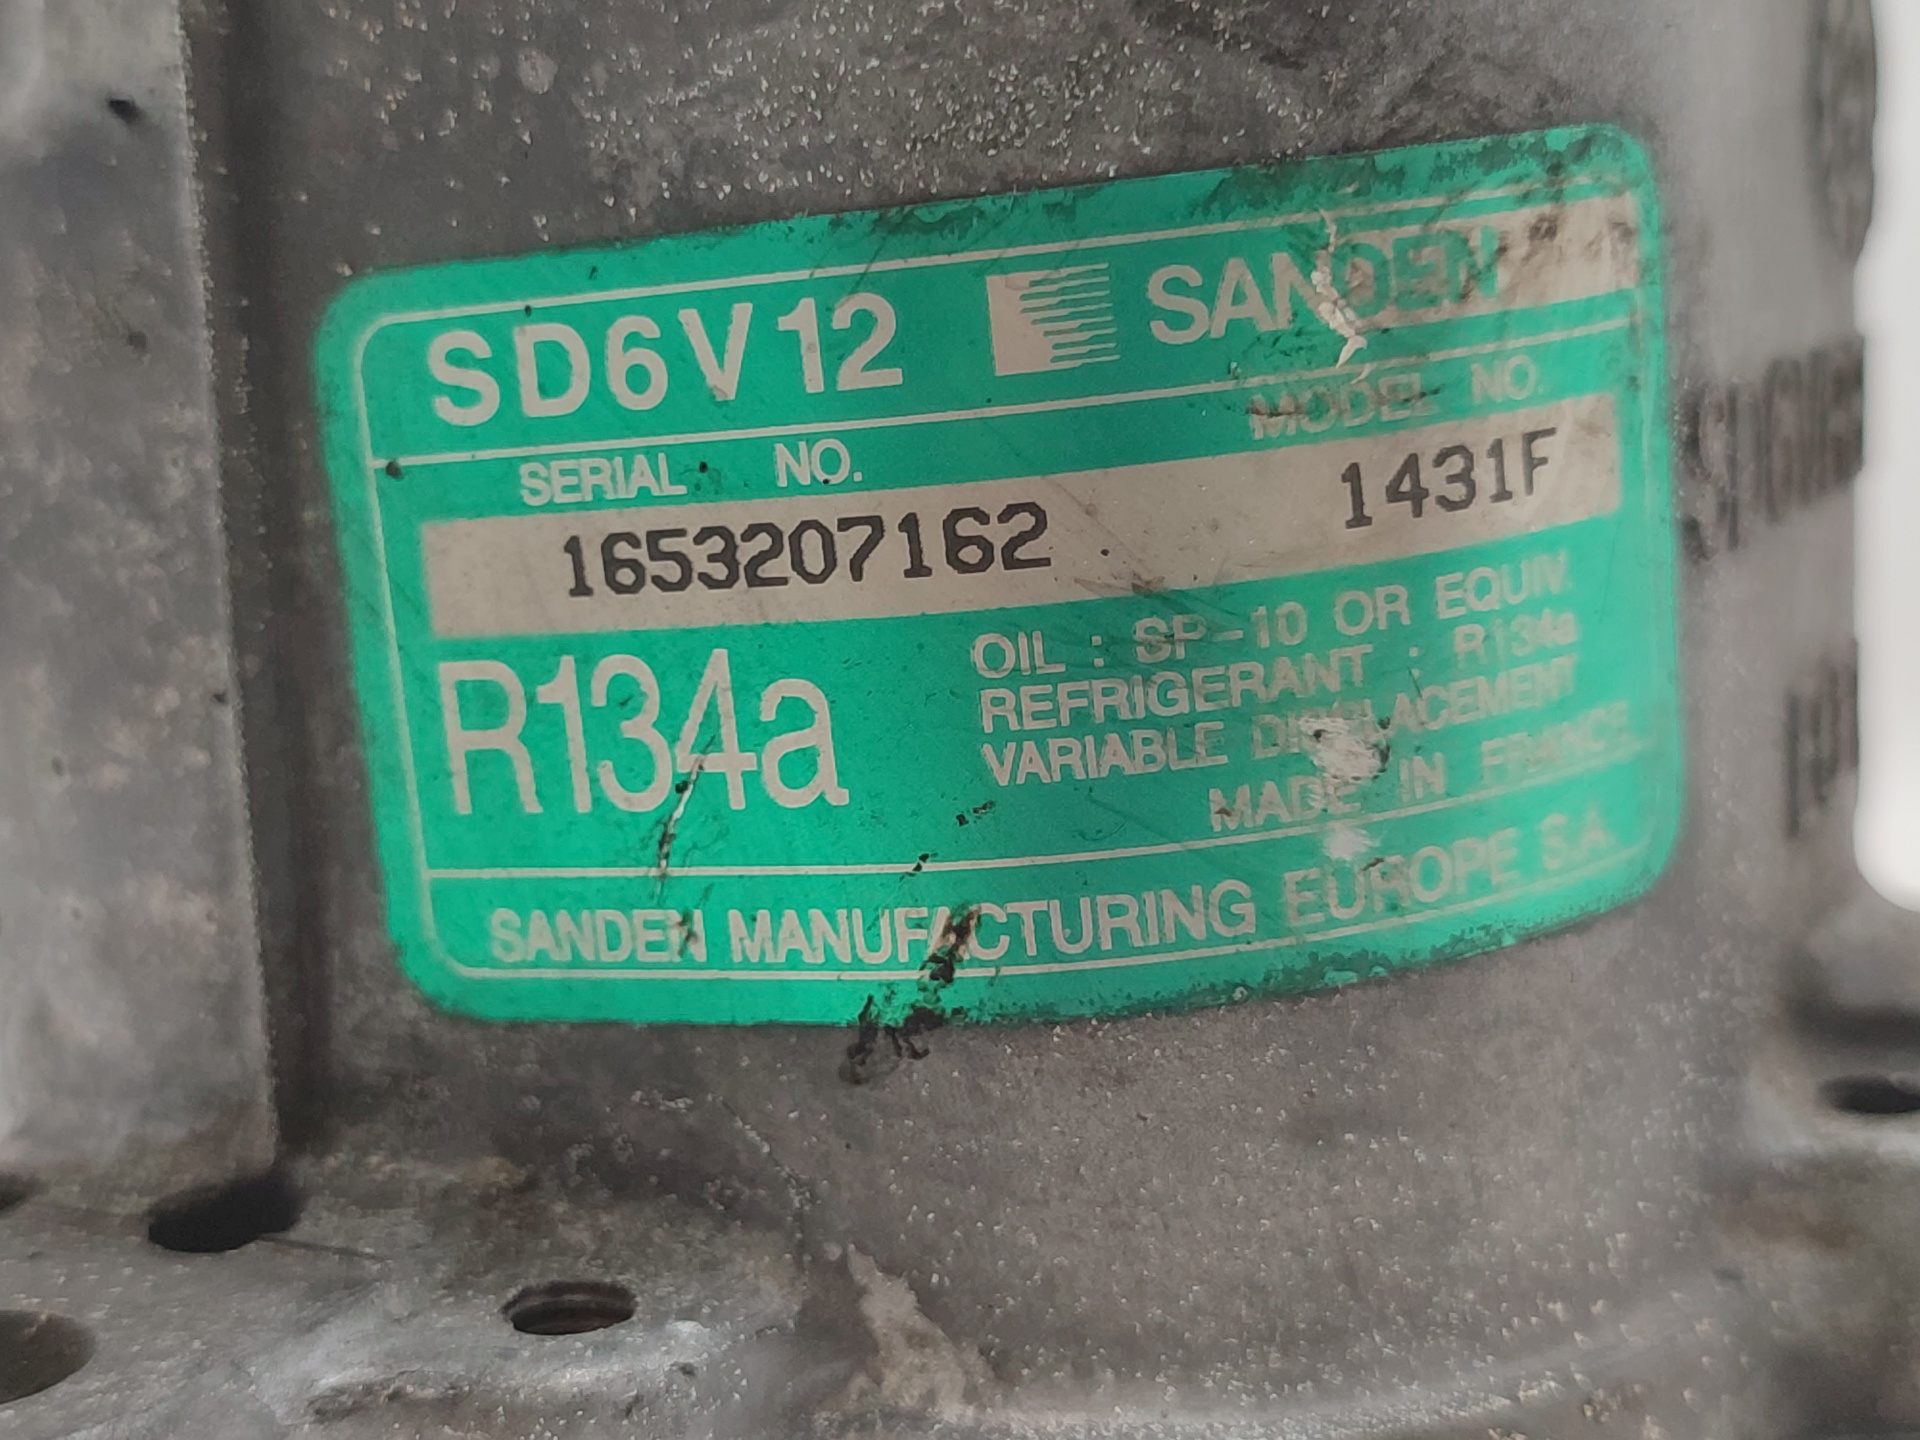 SD6V12 SANDEN
SERIAL NO. MODEL NO.
1653207162 1431F
R134a
OIL : SP-10 OR EQUIV.
REFRIGERANT : R134a
VARIABLE DISPLACEMENT
MADE IN FRANCE
SANDEN MANUFACTURING EUROPE S.A.